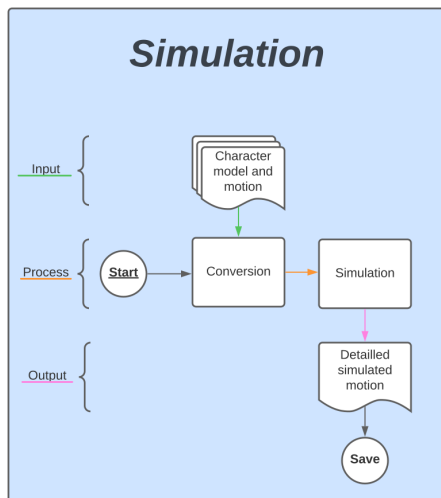 Simulation
Input
Character
model and
motion
Process
Start
Conversion
Simulation
Output
Detailled
simulated
motion
Save